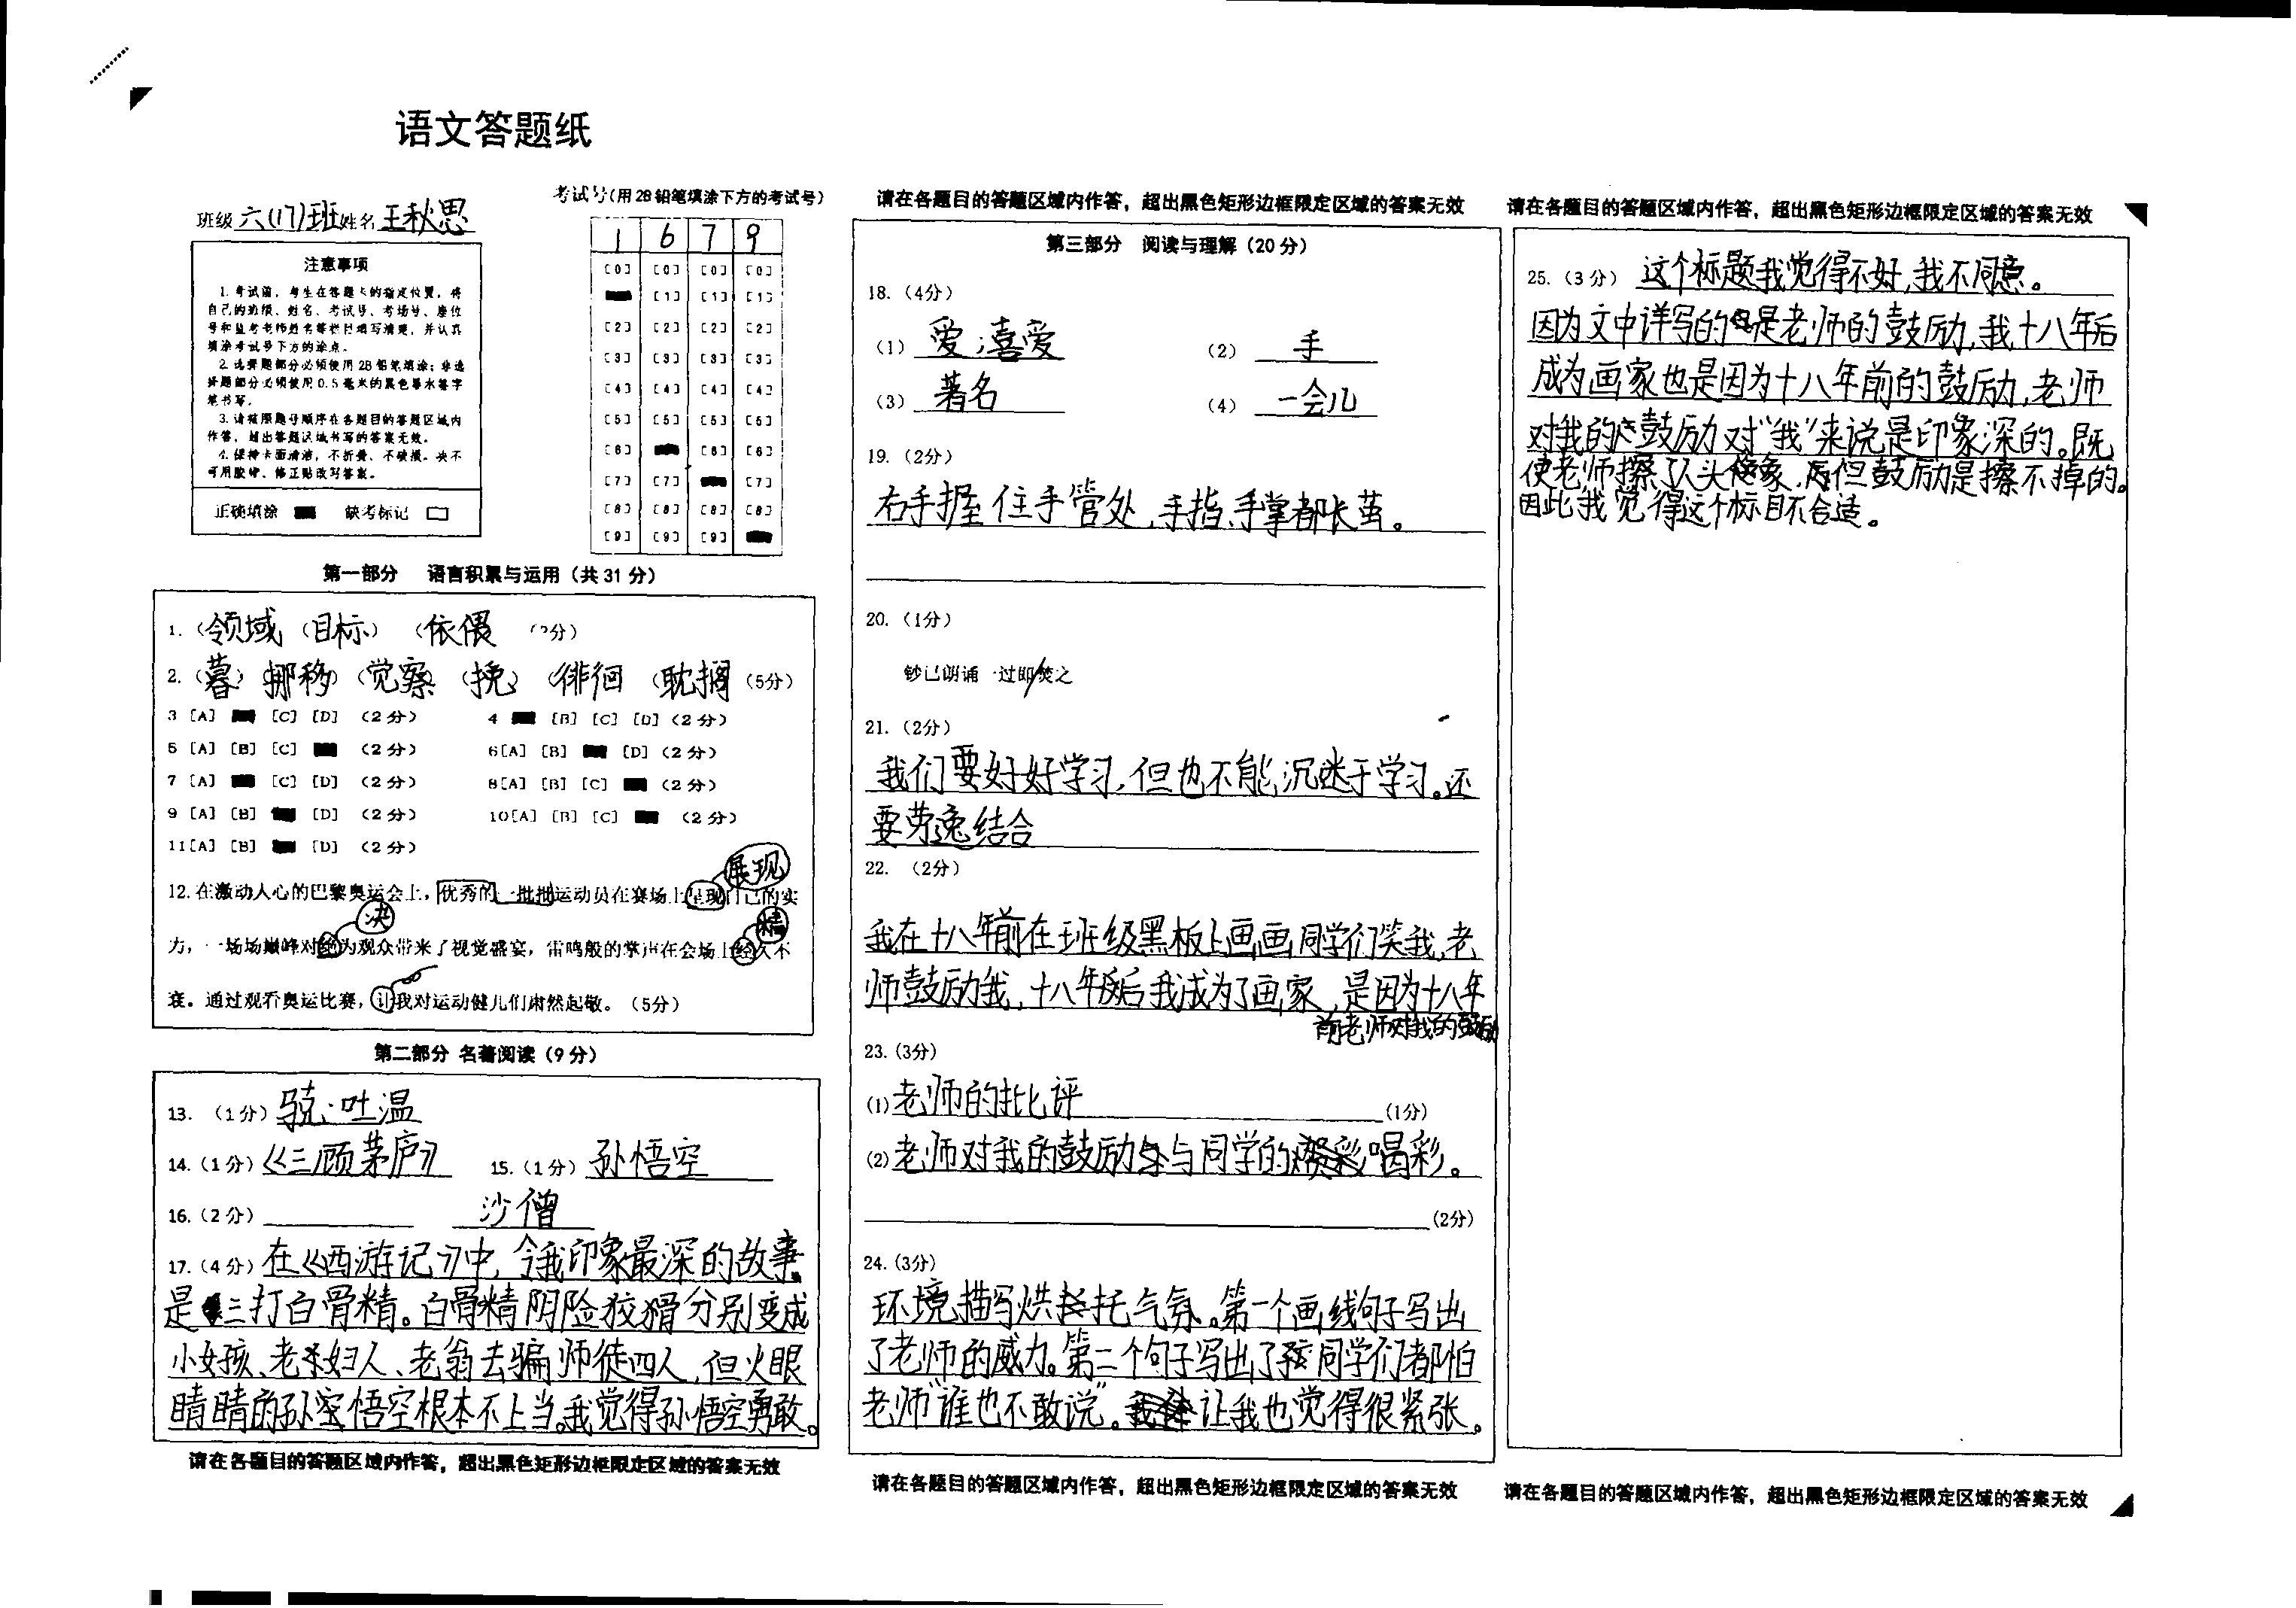 语文答题纸
班级 六(17)班 姓名 王秋思
考试号(用 2B 铅笔填涂下方的考试号)
1 6 7 9
[0] [0] [0] [0]
[1] [1] [1]
[2] [2] [2] [2]
[3] [3] [3] [3]
[4] [4] [4] [4]
[5] [5] [5] [5]
[6] [6] [6]
[7] [7] [7]
[8] [8] [8] [8]
[9] [9] [9]
注意事项
1. 考试前，考生在答题卡的指定位置，将
自己的班级、姓名、考试号、考场号、座位
号和监考老师姓名等栏目填写清楚，并认真
填涂考试号下方的涂点。
2. 选择题部分必须使用 2B 铅笔填涂；非选
择题部分必须使用 0.5 毫米的黑色墨水签字
笔书写。
3. 请按照题号顺序在各题目的答题区域内
作答，超出答题区域书写的答案无效。
4. 保持卡面清洁，不折叠、不破损。决不
可用胶带、修正贴改写答案。
正确填涂 缺考标记
第一部分 语言积累与运用（共 31 分）
1. (领域 (目标) (依偎 分)
2. (暮) 挪移) (觉察 (挽) (徘徊 (耽搁 (5分)
3 [A] [C] [D] (2 分) 4 [B] [C] [D] (2 分)
5 [A] [B] [C] (2 分) 6[A] [B] [D] (2 分)
7 [A] [C] [D] (2 分) 8[A] [B] [C] (2 分)
9 [A] [B] [D] (2 分) 10[A] [B] [C] (2 分)
11[A] [B] [D] (2 分)
展现
12. 在激动人心的巴黎奥运会上，优秀的一批批运动员在赛场上呈现自己的实
决
力，一场场巅峰对绝为观众带来了视觉盛宴，雷鸣般的掌声在会场上经久不
衰。通过观看奥运比赛，让我对运动健儿们肃然起敬。（5分）
第二部分 名著阅读（9 分）
13. （1 分）骁·吐温
14.（1 分）《三顾茅庐》 15.（1 分）孙悟空
16.（2 分） 沙僧
17.（4 分）在《西游记》中，令我印象最深的故事
是三打白骨精。白骨精阴险狡猾分别变成
小女孩、老妇人、老翁去骗师徒四人，但火眼
睛睛的孙悟空根本不上当。我觉得孙悟空勇敢。
请在各题目的答题区域内作答，超出黑色矩形边框限定区域的答案无效
请在各题目的答题区域内作答，超出黑色矩形边框限定区域的答案无效
第三部分 阅读与理解（20 分）
18.（4分）
（1）爱；喜爱 （2）手
（3）著名 （4）一会儿
19.（2分）
右手握住手管处，手指、手掌都长茧。
20.（1分）
钞已朗诵一过即/焚之
21.（2分）
我们要好好学习，但也不能沉迷于学习。还
要劳逸结合
22. （2分）
我在十八年前在班级黑板上画画同学们笑我，老
师鼓励我，十八年后我成为了画家，是因为十八年
前老师对我的鼓励
23.（3分）
(1)老师的批评 (1分)
(2)老师对我的鼓励与同学的喝彩。
(2分)
24.（3分）
环境描写烘托气氛。第一个画线句子写出
了老师的威力。第二个句子写出了同学们都怕
老师“谁也不敢说”。让我也觉得很紧张。
请在各题目的答题区域内作答，超出黑色矩形边框限定区域的答案无效
请在各题目的答题区域内作答，超出黑色矩形边框限定区域的答案无效
25.（3 分）这个标题我觉得不好，我不同意。
因为文中详写的是老师的鼓励，我十八年后
成为画家也是因为十八年前的鼓励，老师
对我的鼓励对“我”来说是印象深的。既
使老师擦了人头像，但鼓励是擦不掉的。
因此我觉得这个标目不合适。
请在各题目的答题区域内作答，超出黑色矩形边框限定区域的答案无效